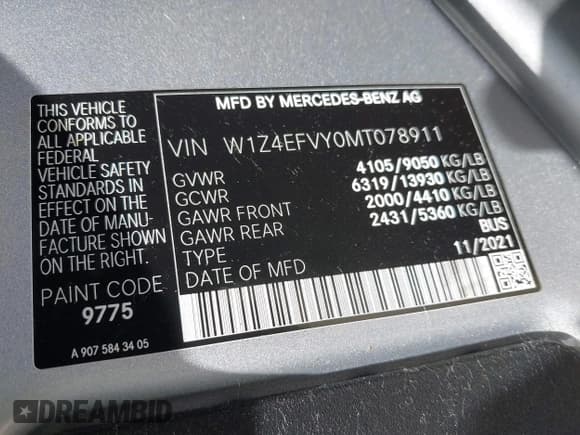 THIS VEHICLE
CONFORMS TO
ALL APPLICABLE
FEDERAL
VEHICLE SAFETY
STANDARDS IN
EFFECT ON THE
DATE OF MANU-
FACTURE SHOWN
ON THE RIGHT.
PAINT CODE
9775
A 907 584 34 05
MFD BY MERCEDES-BENZ AG
VIN W1Z4EFVY0MT078911
GVWR 4105/9050 KG/LB
GCWR 6319/13930 KG/LB
GAWR FRONT 2000/4410 KG/LB
GAWR REAR 2431/5360 KG/LB
TYPE BUS
DATE OF MFD 11/2021
DREAMBID